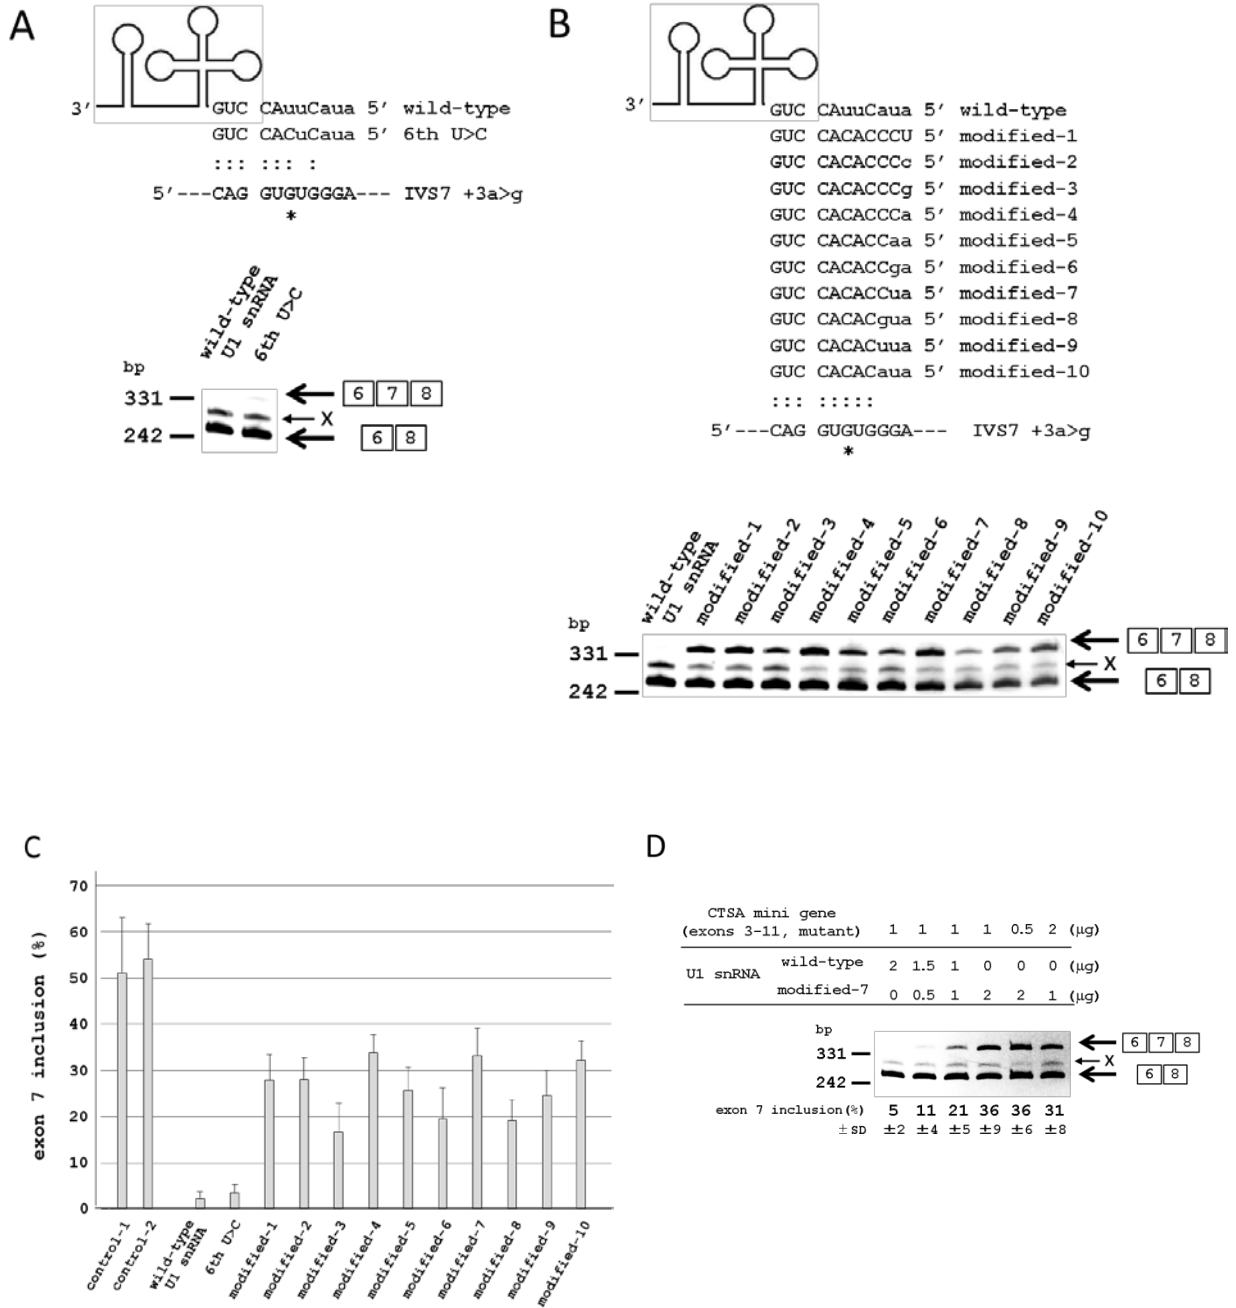 A
3′ GUC CAuuCaua 5′ wild-type
GUC CACuCaua 5′ 6th U>C
::: ::: :
5′---CAG GUGUGGGA--- IVS7 +3a>g
*
wild-type
U1 snRNA
6th U>C
bp
331
242
6 7 8
X
6 8
B
3′ GUC CAuuCaua 5′ wild-type
GUC CACACCCU 5′ modified-1
GUC CACACCCc 5′ modified-2
GUC CACACCCg 5′ modified-3
GUC CACACCCa 5′ modified-4
GUC CACACCaa 5′ modified-5
GUC CACACCga 5′ modified-6
GUC CACACCua 5′ modified-7
GUC CACACgua 5′ modified-8
GUC CACACuua 5′ modified-9
GUC CACACaua 5′ modified-10
::: :::::
5′---CAG GUGUGGGA--- IVS7 +3a>g
*
wild-type
U1 snRNA
modified-1
modified-2
modified-3
modified-4
modified-5
modified-6
modified-7
modified-8
modified-9
modified-10
bp
331
242
6 7 8
X
6 8
C
exon 7 inclusion (%)
70
60
50
40
30
20
10
0
control-1
control-2
wild-type
U1 snRNA
6th U>C
modified-1
modified-2
modified-3
modified-4
modified-5
modified-6
modified-7
modified-8
modified-9
modified-10
D
CTSA mini gene
(exons 3-11, mutant) 1 1 1 1 0.5 2 (µg)
U1 snRNA
wild-type 2 1.5 1 0 0 0 (µg)
modified-7 0 0.5 1 2 2 1 (µg)
bp
331
242
6 7 8
X
6 8
exon 7 inclusion(%) 5 11 21 36 36 31
±SD ±2 ±4 ±5 ±9 ±6 ±8